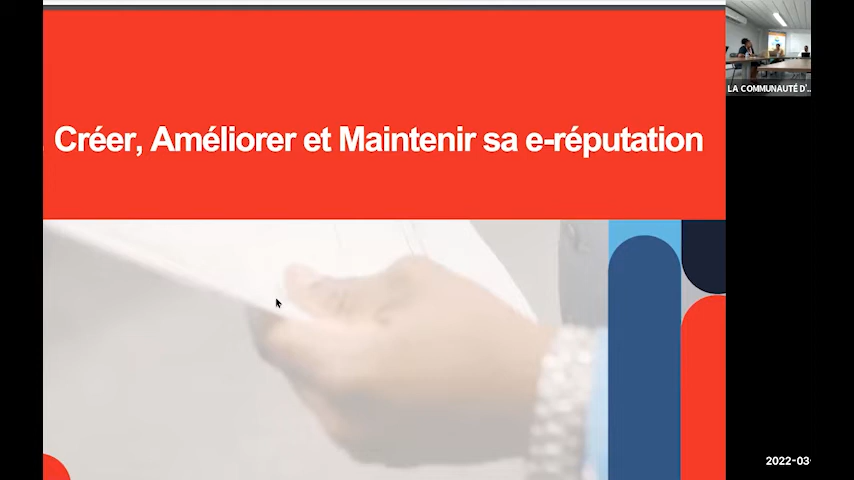 Créer, Améliorer et Maintenir sa e-réputation
LA COMMUNAUTÉ D'...
2022-03-